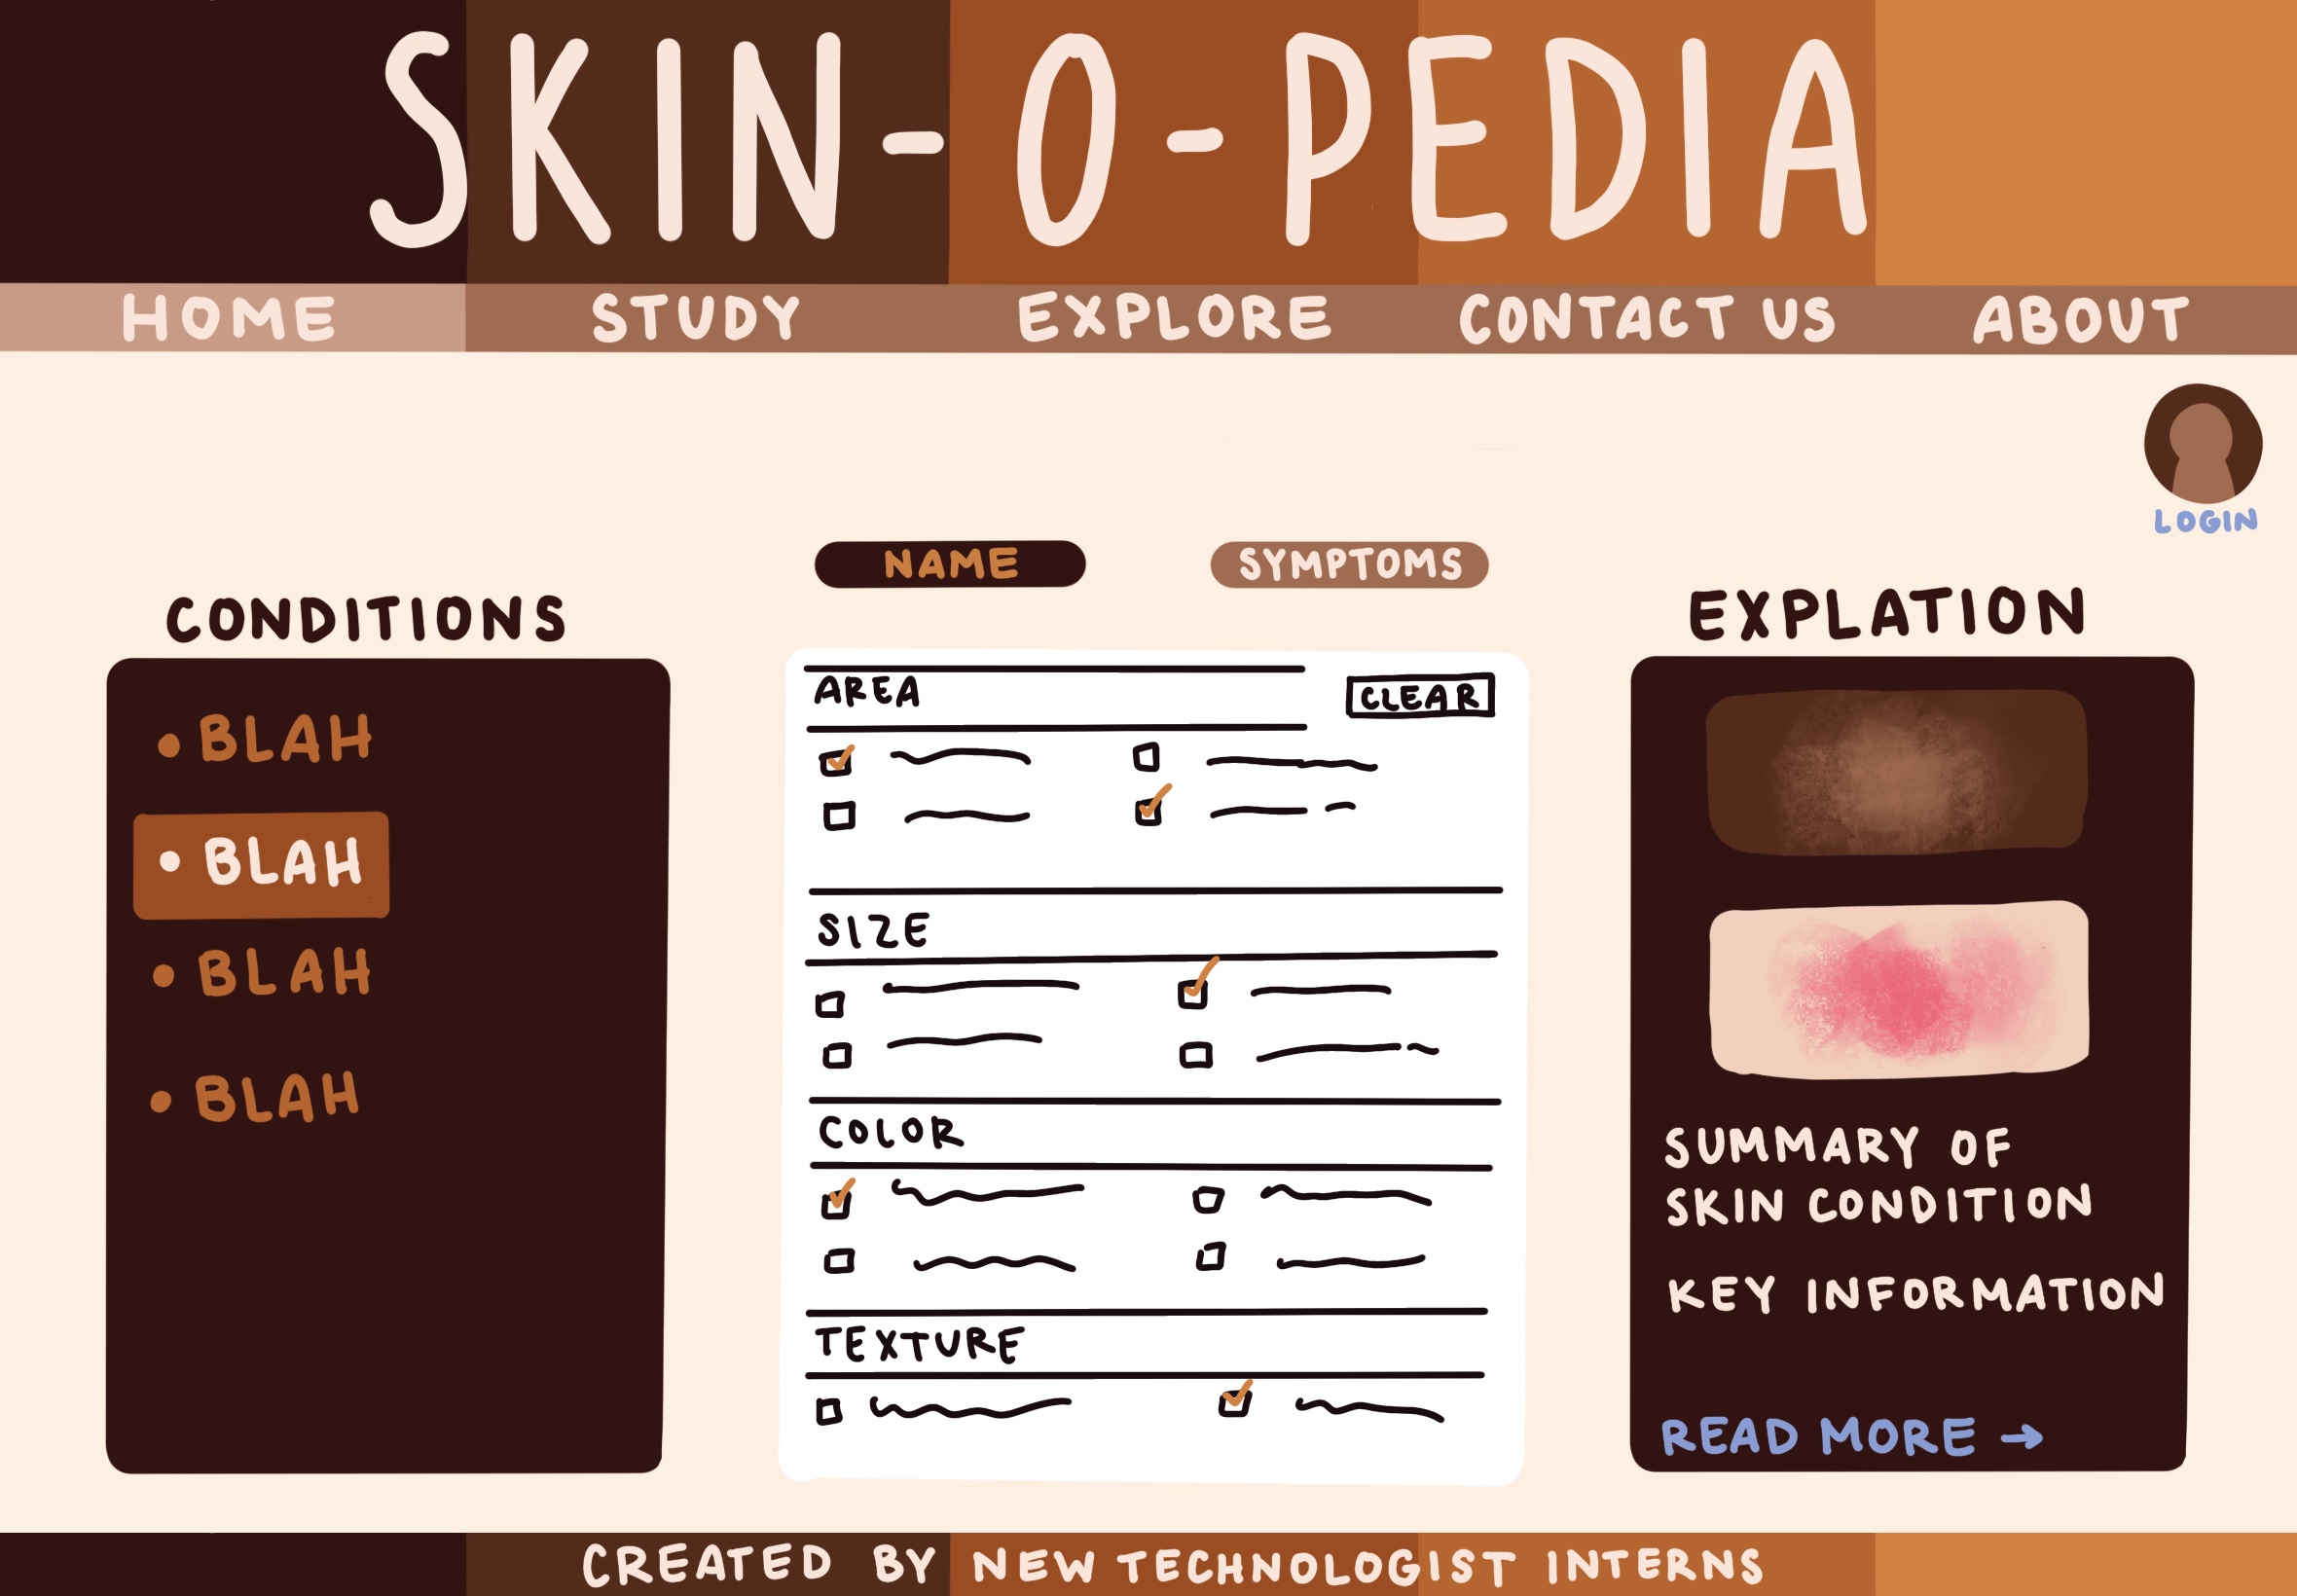 SKIN-O-PEDIA
HOME STUDY EXPLORE CONTACT US ABOUT
LOGIN
NAME SYMPTOMS
CONDITIONS
• BLAH
• BLAH
• BLAH
• BLAH
AREA CLEAR
SIZE
COLOR
TEXTURE
EXPLATION
SUMMARY OF
SKIN CONDITION
KEY INFORMATION
READ MORE →
CREATED BY NEW TECHNOLOGIST INTERNS